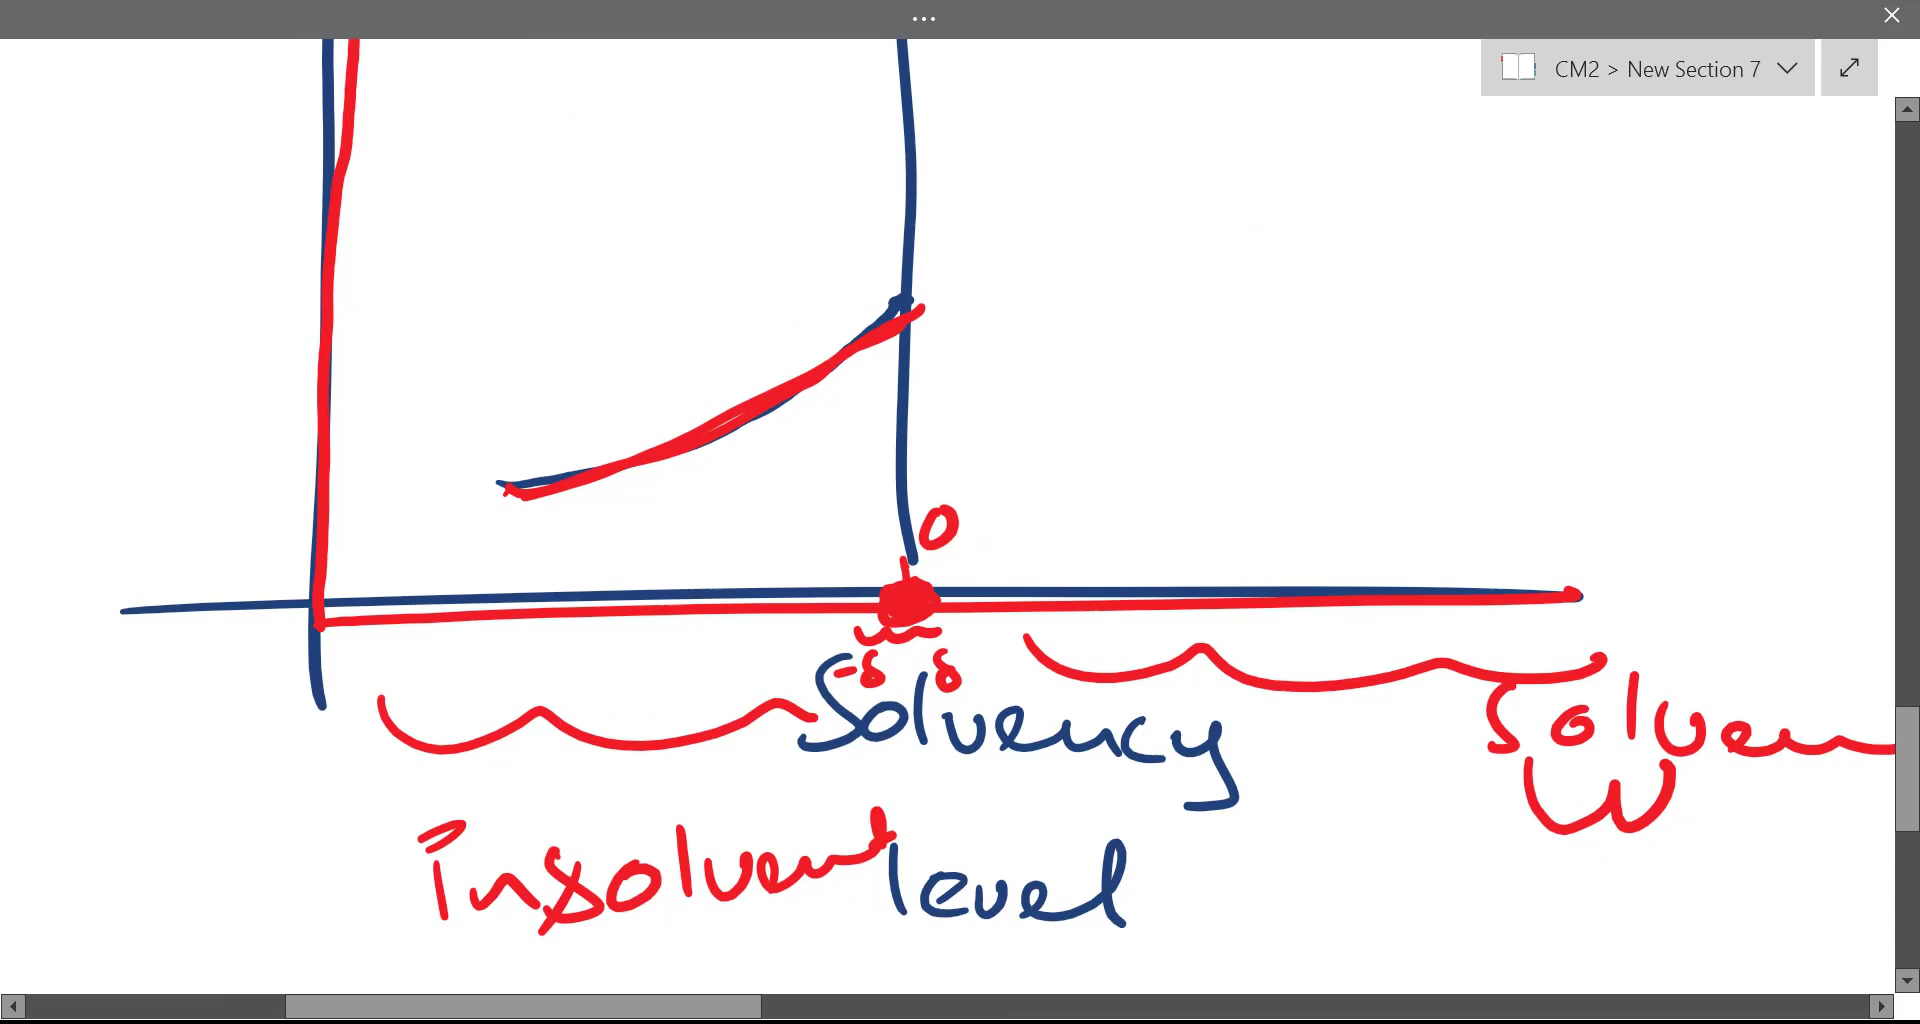 CM2 > New Section 7
0
-δ δ
Solvency
Solven
insolvent
level